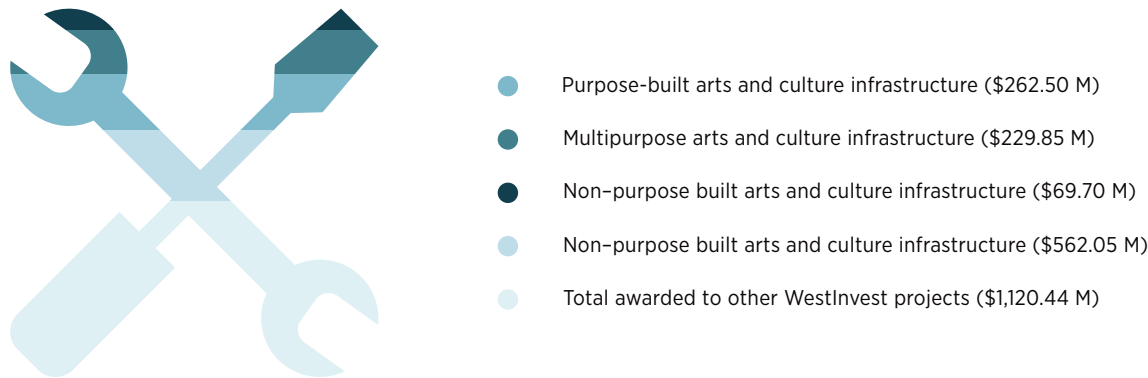 Purpose-built arts and culture infrastructure ($262.50 M)
Multipurpose arts and culture infrastructure ($229.85 M)
Non–purpose built arts and culture infrastructure ($69.70 M)
Non–purpose built arts and culture infrastructure ($562.05 M)
Total awarded to other WestInvest projects ($1,120.44 M)